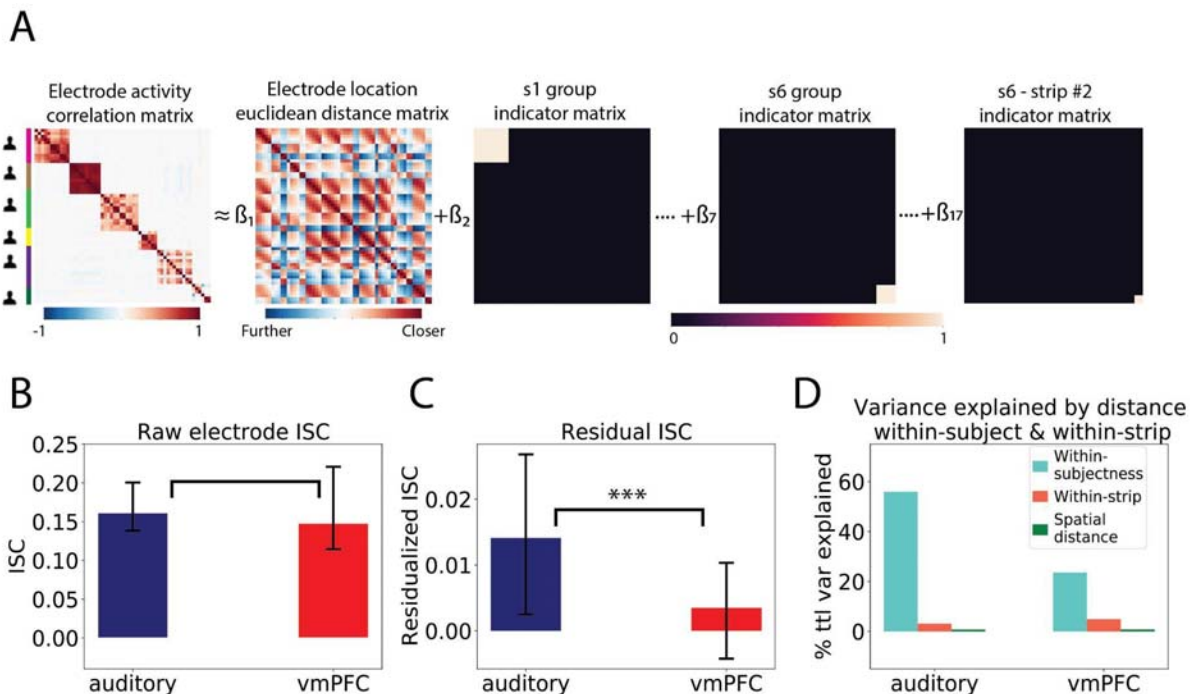 A
Electrode activity
correlation matrix
Electrode location
euclidean distance matrix
s1 group
indicator matrix
s6 group
indicator matrix
s6 - strip #2
indicator matrix
≈ ß₁
+ß₂
.... +ß₇
.... +ß₁₇
-1
1
Further
Closer
0
1
B
Raw electrode ISC
ISC
0.25
0.20
0.15
0.10
0.05
0.00
auditory
vmPFC
C
Residual ISC
Residualized ISC
0.02
0.01
0.00
***
auditory
vmPFC
D
Variance explained by distance
within-subject & within-strip
% ttl var explained
60
40
20
0
Within-
subjectness
Within-strip
Spatial
distance
auditory
vmPFC